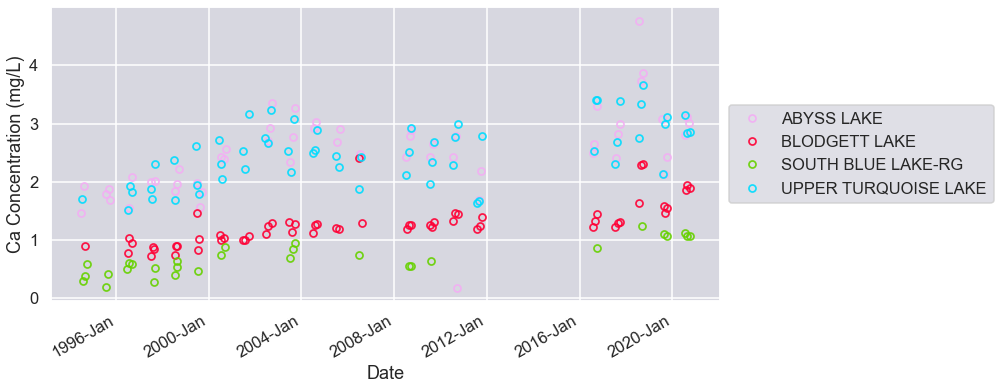 Ca Concentration (mg/L)
4
3
2
1
0
1996-Jan
2000-Jan
2004-Jan
2008-Jan
2012-Jan
2016-Jan
2020-Jan
Date
ABYSS LAKE
BLODGETT LAKE
SOUTH BLUE LAKE-RG
UPPER TURQUOISE LAKE